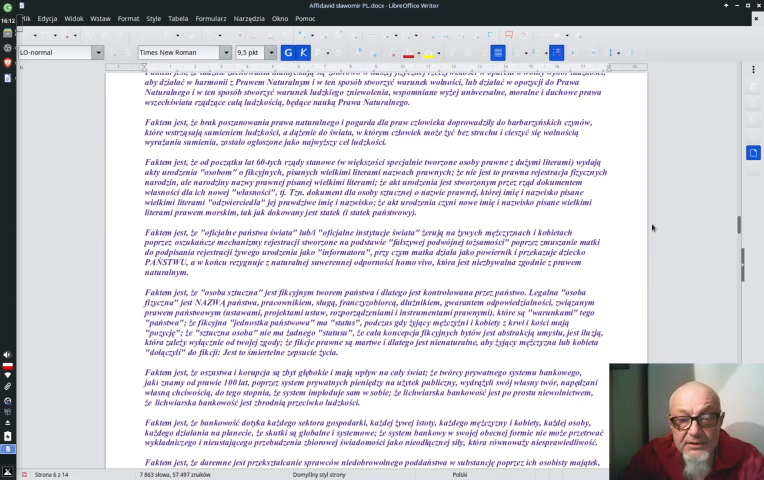 Affidavid slawomir PL.docx - LibreOffice Writer
16:12
lik Edycja Widok Wstaw Format Style Tabela Formularz Narzędzia Okno Pomoc
LO-normal Times New Roman 9,5 pkt G K
aby działać w harmonii z Prawem Naturalnym i w ten sposób stworzyć warunek wolności, lub działać w opozycji do Prawa
Naturalnego i w ten sposób stworzyć warunek ludzkiego zniewolenia, wspomniane wyżej uniwersalne, moralne i duchowe prawa
wszechświata rządzące całą ludzkością, będące nauką Prawa Naturalnego.
Faktem jest, że brak poszanowania prawa naturalnego i pogarda dla praw człowieka doprowadziły do barbarzyńskich czynów,
które wstrząsają sumieniem ludzkości, a dążenie do świata, w którym człowiek może żyć bez strachu i cieszyć się wolnością
wyrażania sumienia, zostało ogłoszone jako najwyższy cel ludzkości.
Faktem jest, że od początku lat 60-tych rządy stanowe (w większości specjalnie tworzone osoby prawne z dużymi literami) wydają
akty urodzenia "osobom" o fikcyjnych, pisanych wielkimi literami nazwach prawnych; że nie jest to prawna rejestracja fizycznych
narodzin, ale narodziny nazwy prawnej pisanej wielkimi literami; że akt urodzenia jest stworzonym przez rząd dokumentem
własności dla ich nowej "własności", tj. Tzn. dokument dla osoby sztucznej o nazwie prawnej, której imię i nazwisko pisane
wielkimi literami "odzwierciedla" jej prawdziwe imię i nazwisko; że akt urodzenia czyni nowe imię i nazwisko pisane wielkimi
literami prawem morskim, tak jak dokowany jest statek (i statek państwowy).
Faktem jest, że "oficjalne państwa świata" lub/i "oficjalne instytucje świata" żerują na żywych mężczyznach i kobietach
poprzez oszukańcze mechanizmy rejestracji stworzone na podstawie "fałszywej podwójnej tożsamości" poprzez zmuszanie matki
do podpisania rejestracji żywego urodzenia jako "informatora", przy czym matka działa jako powiernik i przekazuje dziecko
PAŃSTWU, a w końcu rezygnuje z naturalnej suwerennej odporności homo vivo, która jest niezbywalna zgodnie z prawem
naturalnym.
Faktem jest, że "osoba sztuczna" jest fikcyjnym tworem państwa i dlatego jest kontrolowana przez państwo. Legalna "osoba
fizyczna" jest NAZWĄ państwa, pracownikiem, sługą, franczyzobiorcą, dłużnikiem, gwarantem odpowiedzialności, związanym
prawem państwowym (ustawami, projektami ustaw, rozporządzeniami i instrumentami prawnymi), które są "warunkami" tego
"państwa"; że fikcyjna "jednostka państwowa" ma "status", podczas gdy żyjący mężczyźni i kobiety z krwi i kości mają
"pozycję"; że "sztuczna osoba" nie ma żadnego "statusu", że cała koncepcja fikcyjnych bytów jest abstrakcją umysłu, jest iluzją,
która zależy wyłącznie od twojej zgody; że fikcje prawne są martwe i dlatego jest nienaturalne, aby żyjący mężczyzna lub kobieta
"dołączyli" do fikcji: Jest to śmiertelne zepsucie życia.
Faktem jest, że oszustwa i korupcja są zbyt głębokie i mają wpływ na cały świat; że twórcy prywatnego systemu bankowego,
jaki znamy od prawie 100 lat, poprzez system prywatnych pieniędzy na użytek publiczny, wydrążyli swój własny twór, napędzani
własną chciwością, do tego stopnia, że system imploduje sam w sobie; że lichwiarska bankowość jest po prostu niewolnictwem,
że lichwiarska bankowość jest zbrodnią przeciwko ludzkości.
Faktem jest, że bankowość dotyka każdego sektora gospodarki, każdej żywej istoty, każdego mężczyzny i kobiety, każdej osoby,
każdego działania na planecie, że skutki są globalne i systemowe; że system bankowy w swojej obecnej formie nie może przetrwać
wykładniczego i nieustającego przebudzenia zbiorowej świadomości jako nieodłącznej siły, która równoważy niesprawiedliwość.
Faktem jest, że daremne jest przekształcanie sprawców niedobrowolnego poddaństwa w substancję poprzez ich osobisty majątek,
Strona 6 z 14 7 863 słowa, 57 497 znaków Domyślny styl strony Polski